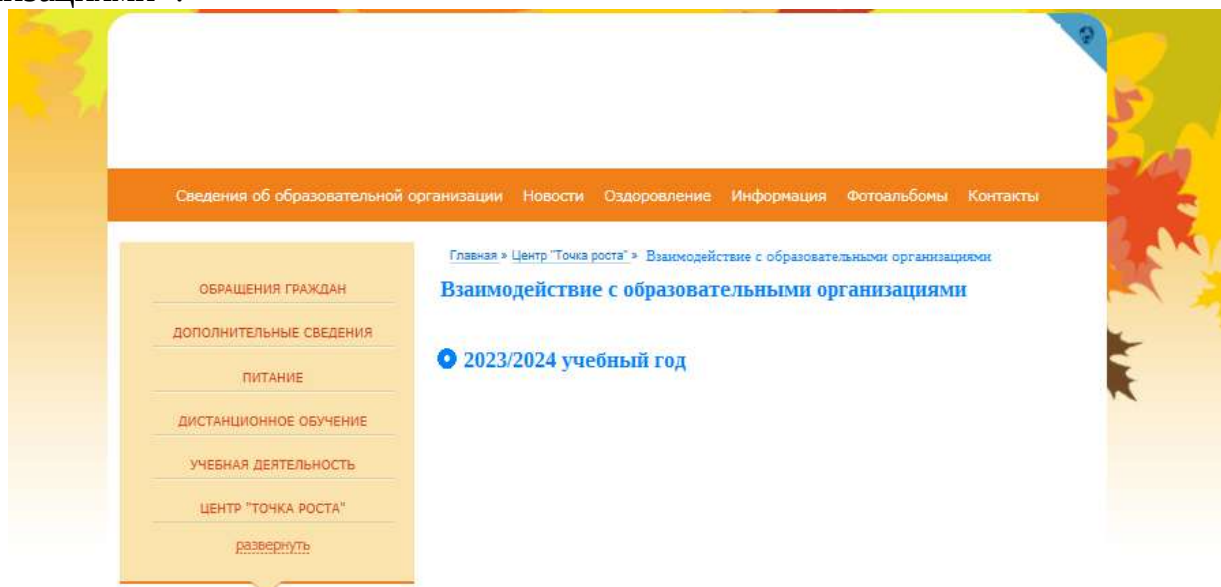 Сведения об образовательной организации Новости Оздоровление Информация Фотоальбомы Контакты
Главная » Центр "Точка роста" » Взаимодействие с образовательными организациями
Взаимодействие с образовательными организациями
2023/2024 учебный год
ОБРАЩЕНИЯ ГРАЖДАН
ДОПОЛНИТЕЛЬНЫЕ СВЕДЕНИЯ
ПИТАНИЕ
ДИСТАНЦИОННОЕ ОБУЧЕНИЕ
УЧЕБНАЯ ДЕЯТЕЛЬНОСТЬ
ЦЕНТР "ТОЧКА РОСТА"
развернуть